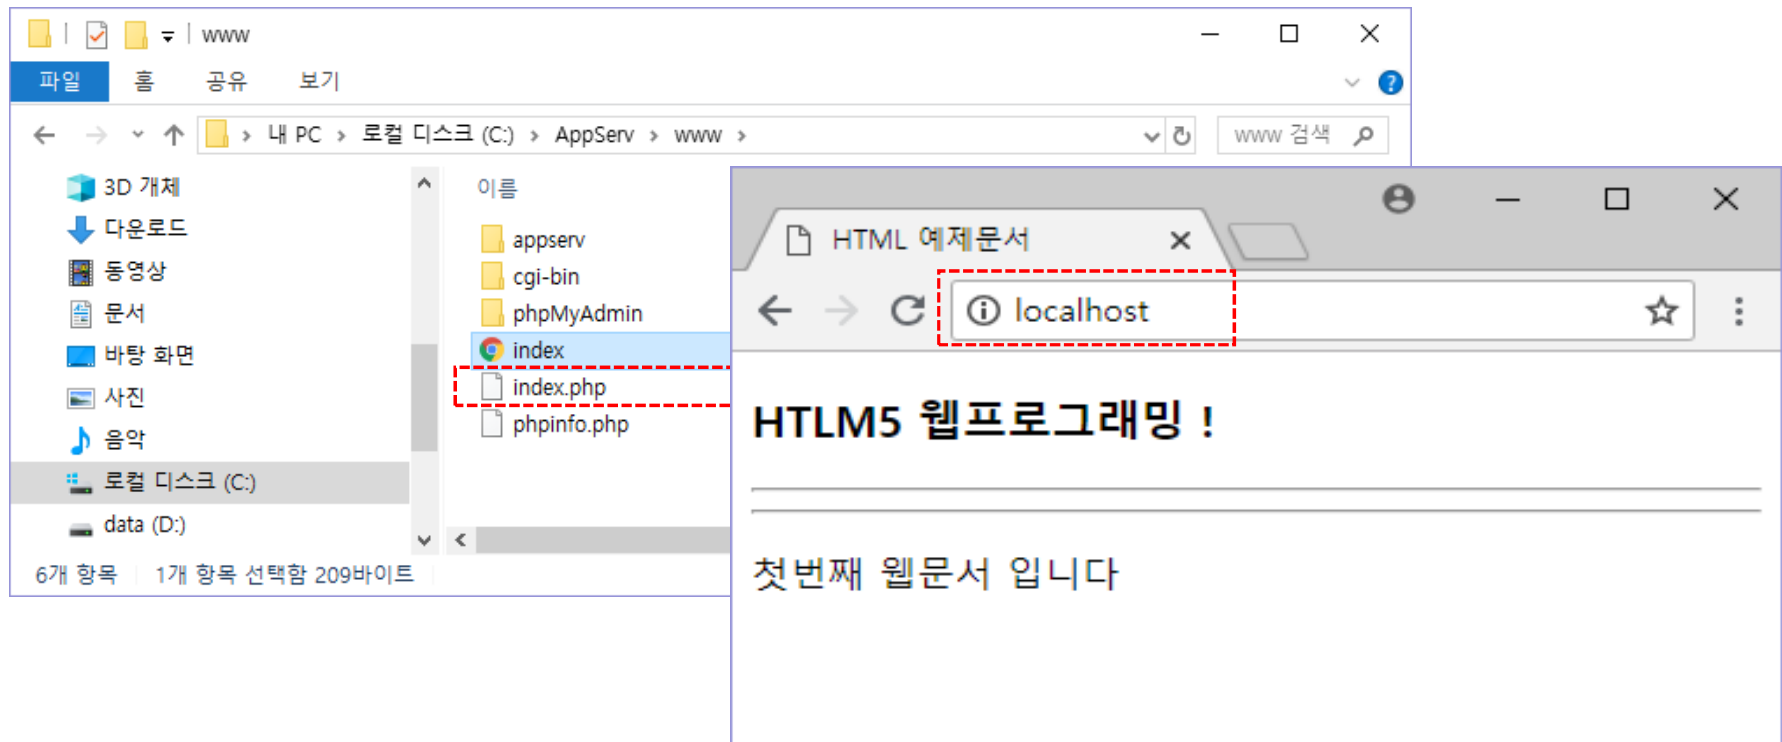 www
파일 홈 공유 보기
내 PC > 로컬 디스크 (C:) > AppServ > www >
www 검색
3D 개체
다운로드
동영상
문서
바탕 화면
사진
음악
로컬 디스크 (C:)
data (D:)
이름
appserv
cgi-bin
phpMyAdmin
index
index.php
phpinfo.php
6개 항목 1개 항목 선택함 209바이트
HTML 예제문서
localhost
HTLM5 웹프로그래밍 !
첫번째 웹문서 입니다